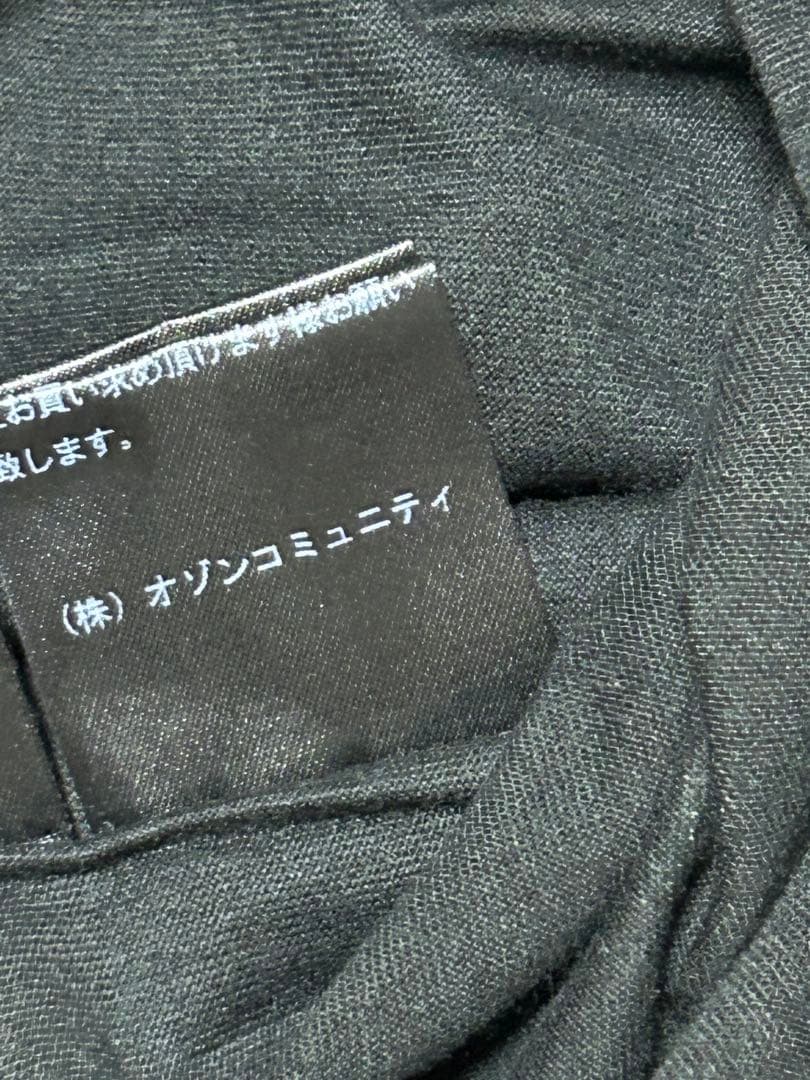 お買い求め頂けます様お願い
致します。
（株）オゾンコミュニティ